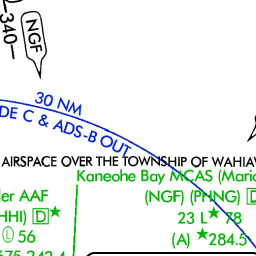 340
NGF
30 NM
DE C & ADS-B OUT
AIRSPACE OVER THE TOWNSHIP OF WAHIAW
Kaneohe Bay MCAS (Mari
(NGF) (PHNG) D
23 L★78
(A) ★284.5
der AAF
HHI) D★
L 56